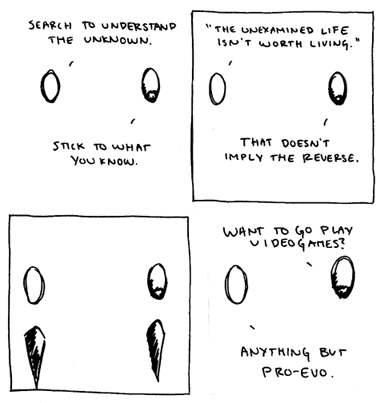 SEARCH TO UNDERSTAND
THE UNKNOWN.
STICK TO WHAT
YOU KNOW.
"THE UNEXAMINED LIFE
ISN'T WORTH LIVING."
THAT DOESN'T
IMPLY THE REVERSE.
WANT TO GO PLAY
VIDEOGAMES?
ANYTHING BUT
PRO-EVO.